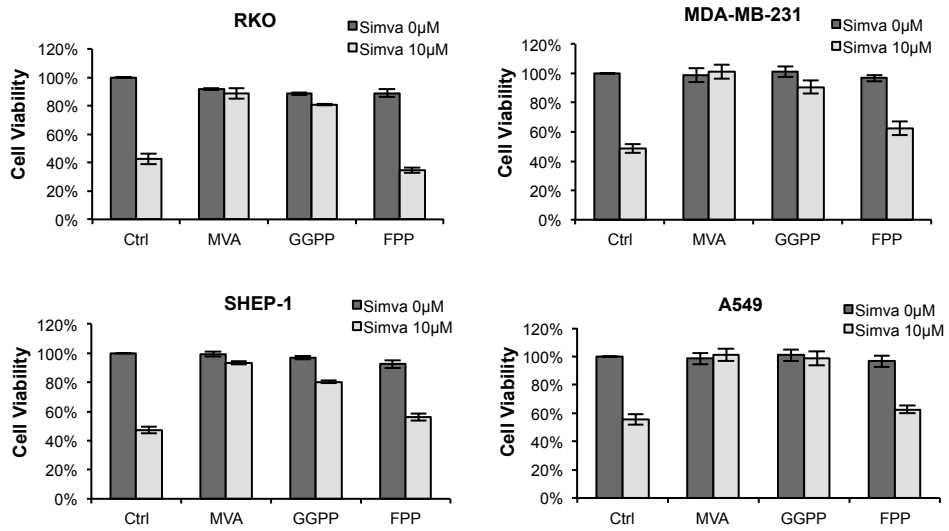 RKO
Simva 0µM
Simva 10µM
Cell Viability
120%
100%
80%
60%
40%
20%
0%
Ctrl MVA GGPP FPP
MDA-MB-231
Simva 0µM
Simva 10µM
Cell Viability
120%
100%
80%
60%
40%
20%
0%
Ctrl MVA GGPP FPP
SHEP-1
Simva 0µM
Simva 10µM
Cell Viability
120%
100%
80%
60%
40%
20%
0%
Ctrl MVA GGPP FPP
A549
Simva 0µM
Simva 10µM
Cell Viability
120%
100%
80%
60%
40%
20%
0%
Ctrl MVA GGPP FPP